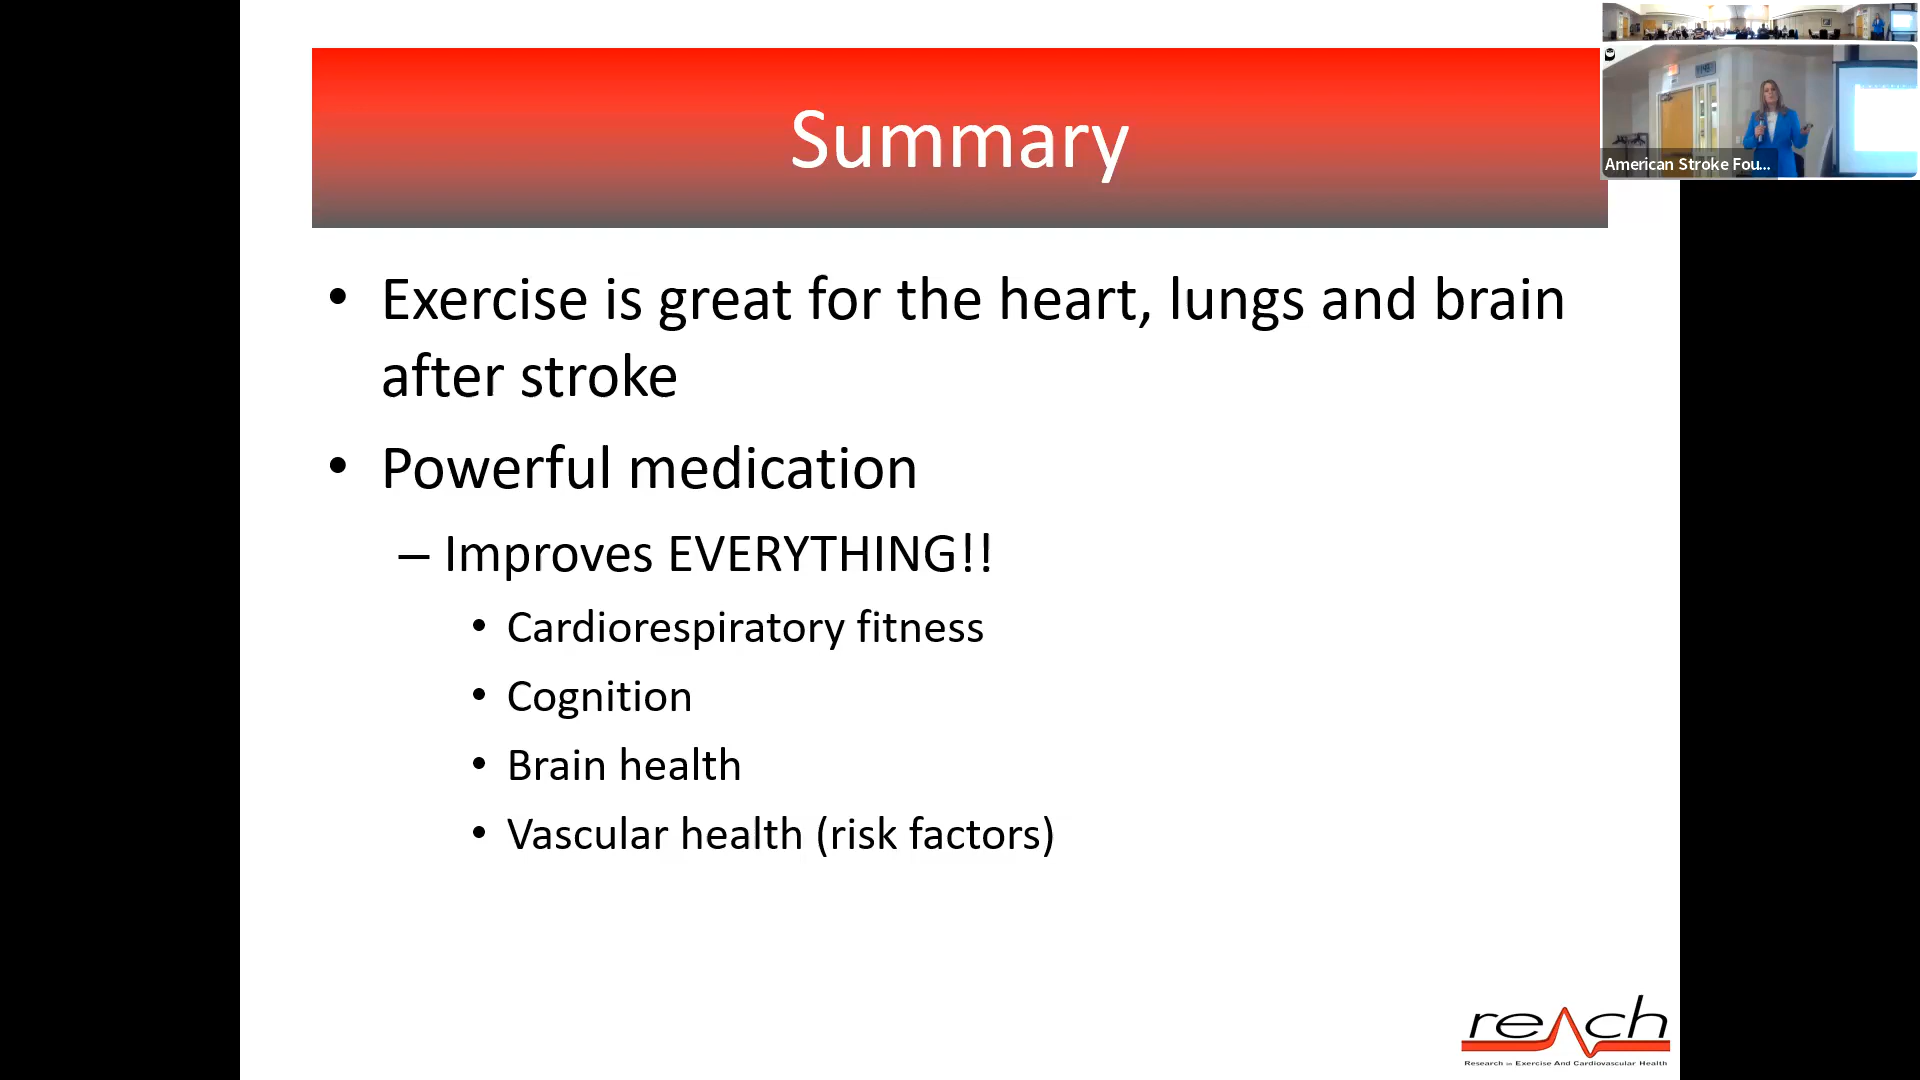 Summary
• Exercise is great for the heart, lungs and brain
after stroke
• Powerful medication
– Improves EVERYTHING!!
• Cardiorespiratory fitness
• Cognition
• Brain health
• Vascular health (risk factors)
American Stroke Fou...
reach
Research in Exercise And Cardiovascular Health